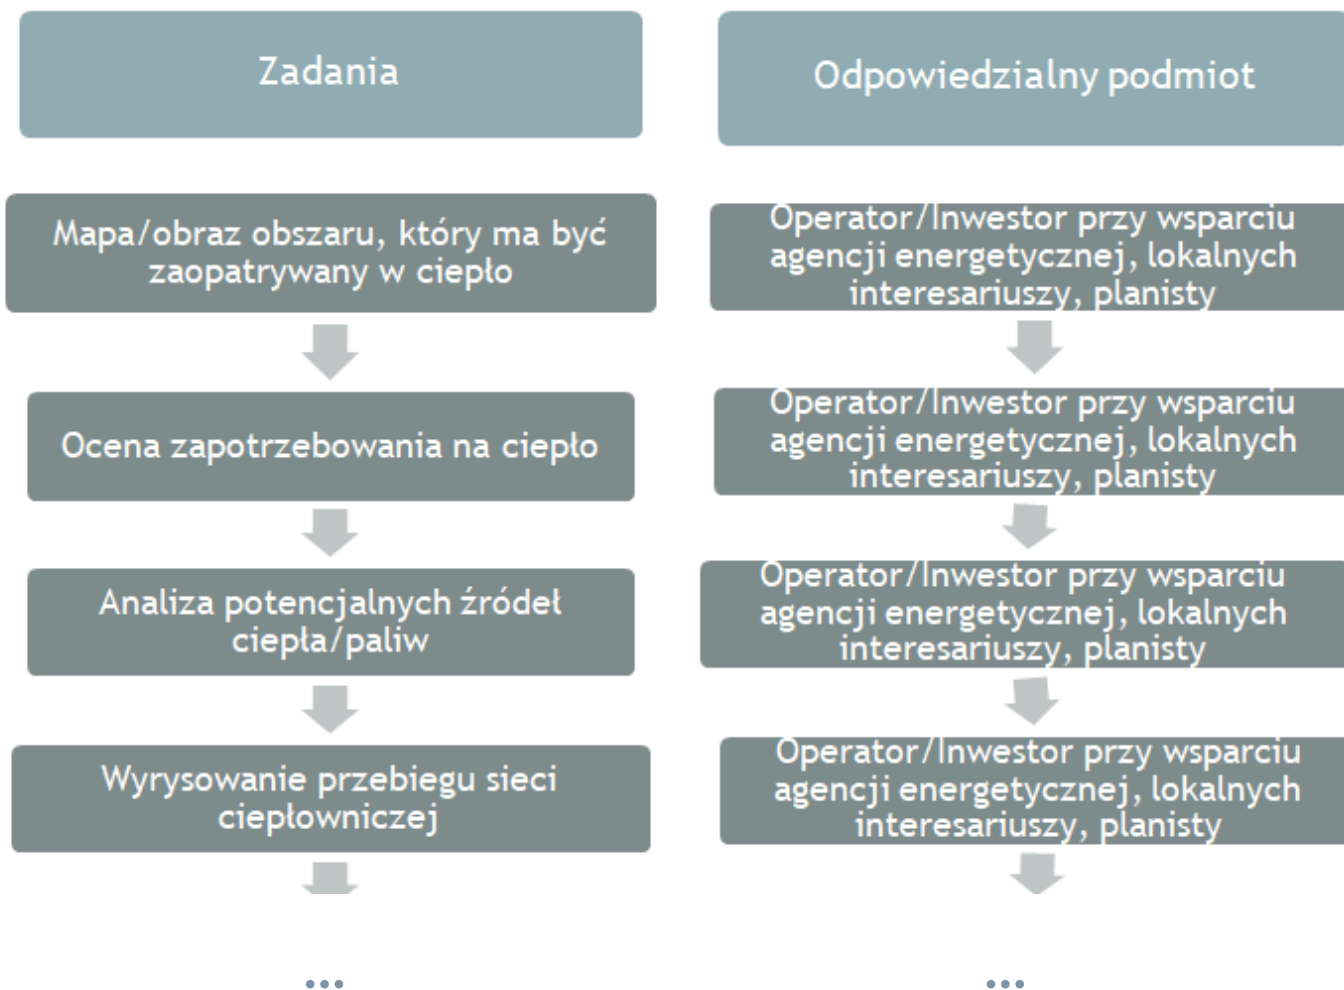 Zadania
Odpowiedzialny podmiot
Mapa/obraz obszaru, który ma być
zaopatrywany w ciepło
Operator/Inwestor przy wsparciu
agencji energetycznej, lokalnych
interesariuszy, planisty
Ocena zapotrzebowania na ciepło
Operator/Inwestor przy wsparciu
agencji energetycznej, lokalnych
interesariuszy, planisty
Analiza potencjalnych źródeł
ciepła/paliw
Operator/Inwestor przy wsparciu
agencji energetycznej, lokalnych
interesariuszy, planisty
Wyrysowanie przebiegu sieci
ciepłowniczej
Operator/Inwestor przy wsparciu
agencji energetycznej, lokalnych
interesariuszy, planisty
... ...